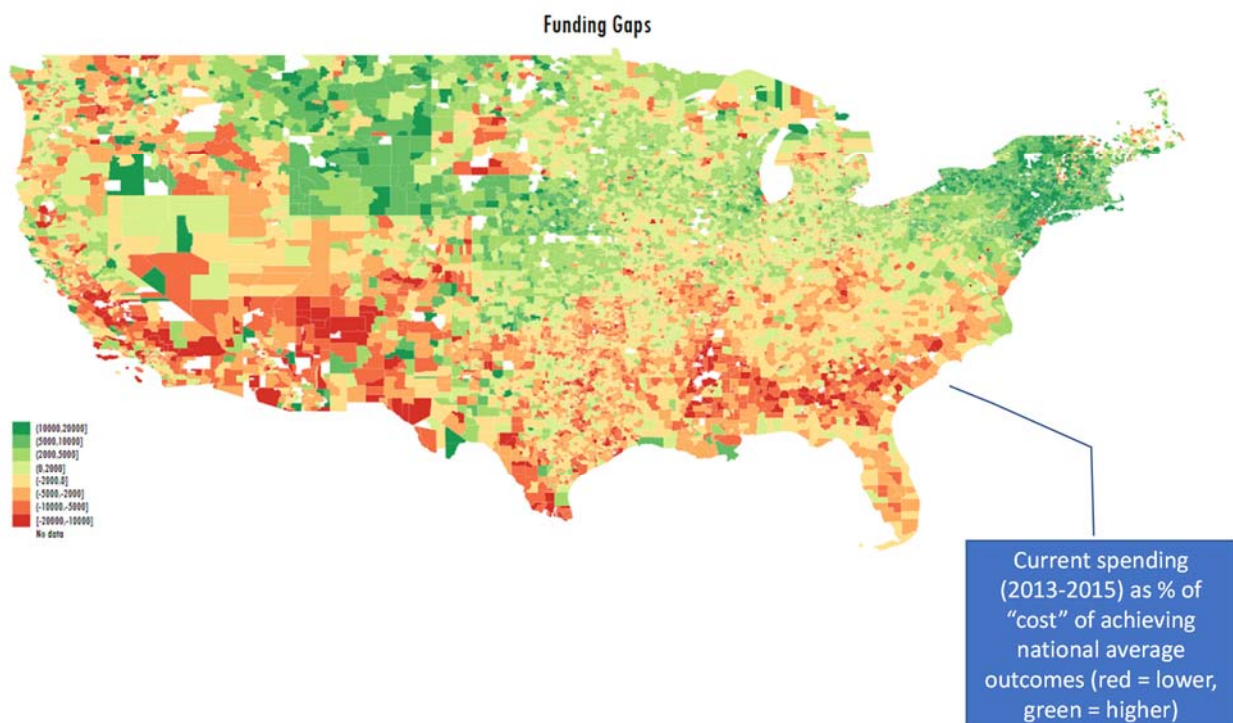 Funding Gaps
(10000,20000]
(5000,10000]
(2000,5000]
(0,2000]
(-2000,0]
(-5000,-2000]
(-10000,-5000]
[-20000,-10000]
No data
Current spending
(2013-2015) as % of
“cost” of achieving
national average
outcomes (red = lower,
green = higher)